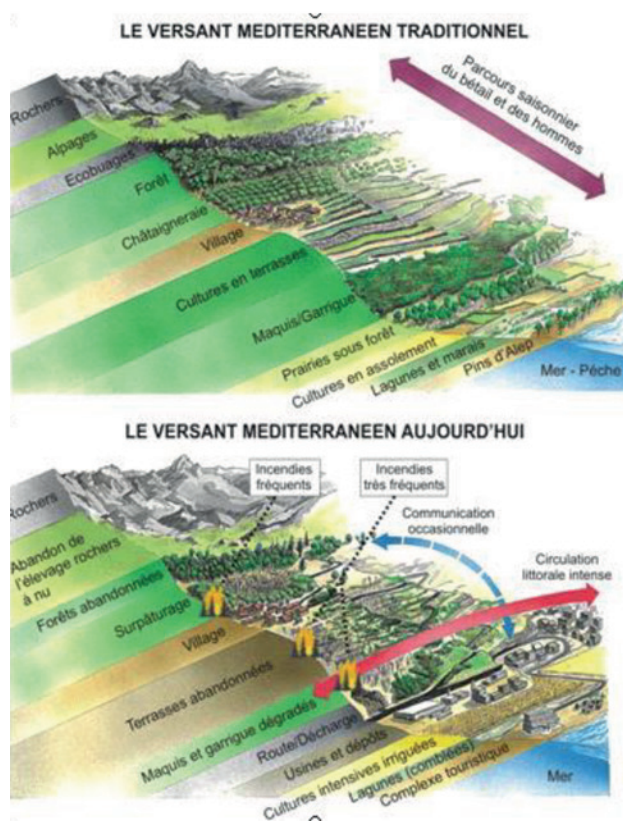 LE VERSANT MEDITERRANEEN TRADITIONNEL
Parcours saisonnier
du bétail et des hommes
Rochers
Alpages
Ecobuages
Forêt
Châtaigneraie
Village
Cultures en terrasses
Maquis/Garrigue
Prairies sous forêt
Cultures en assolement
Lagunes et marais
Pins d'Alep
Mer - Pêche
LE VERSANT MEDITERRANEEN AUJOURD'HUI
Incendies
fréquents
Incendies
très fréquents
Communication
occasionnelle
Circulation
littorale intense
Rochers
Abandon de
l'élevage rochers
à nu
Forêts abandonnées
Surpâturage
Village
Terrasses abandonnées
Maquis et garrigue dégradés
Route/Décharge
Usines et dépôts
Cultures intensives irriguées
Lagunes (comblées)
Complexe touristique
Mer